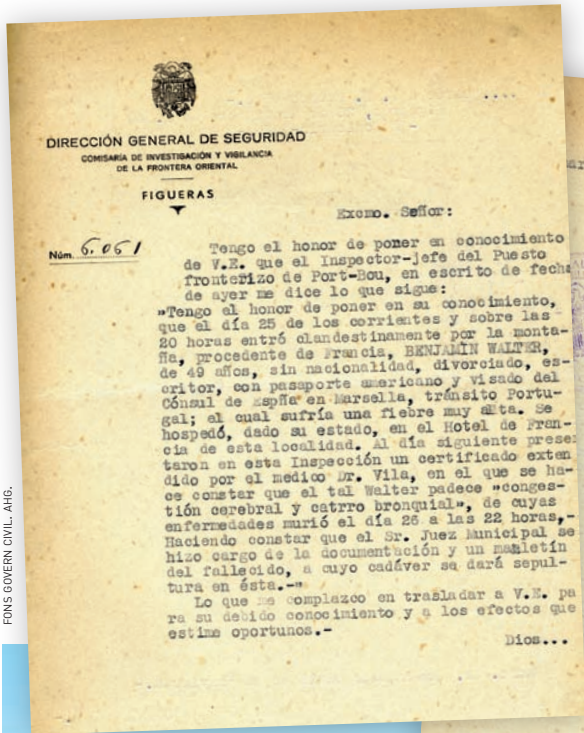 DIRECCIÓN GENERAL DE SEGURIDAD
COMISARÍA DE INVESTIGACIÓN Y VIGILANCIA
DE LA FRONTERA ORIENTAL
FIGUERAS
Núm. 6.061
Excmo. Señor:
Tengo el honor de poner en conocimiento
de V.E. que el Inspector-jefe del Puesto
fronterizo de Port-Bou, en escrito de fecha
de ayer me dice lo que sigue:
"Tengo el honor de poner en su conocimiento,
que el día 25 de los corrientes y sobre las
20 horas entró clandestinamente por la monta-
ña, procedente de Francia, BENJAMÍN WALTER,
de 49 años, sin nacionalidad, divorciado, es-
critor, con pasaporte americano y visado del
Cónsul de Espña en Marsella, tránsito Portu-
gal; el cual sufría una fiebre muy alta. Se
hospedó, dado su estado, en el Hotel de Fran-
cia de esta localidad. Al día siguiente presen
taron en esta Inspección un certificado exten
dido por el medico Dr. Vila, en el que se ha-
ce constar que el tal Walter padece "conges-
tión cerebral y catrro bronquial", de cuyas
enfermedades murió el día 26 a las 22 horas,-
Haciendo constar que el Sr. Juez Municipal se
hizo cargo de la documentación y un maletín
del fallecido, a cuyo cadáver se dará sepul-
tura en ésta.-"
Lo que me complazco en trasladar a V.E. pa
ra su debido conocimiento y a los efectos que
estime oportunos.-
Dios...
FONS GOVERN CIVIL. AHG.